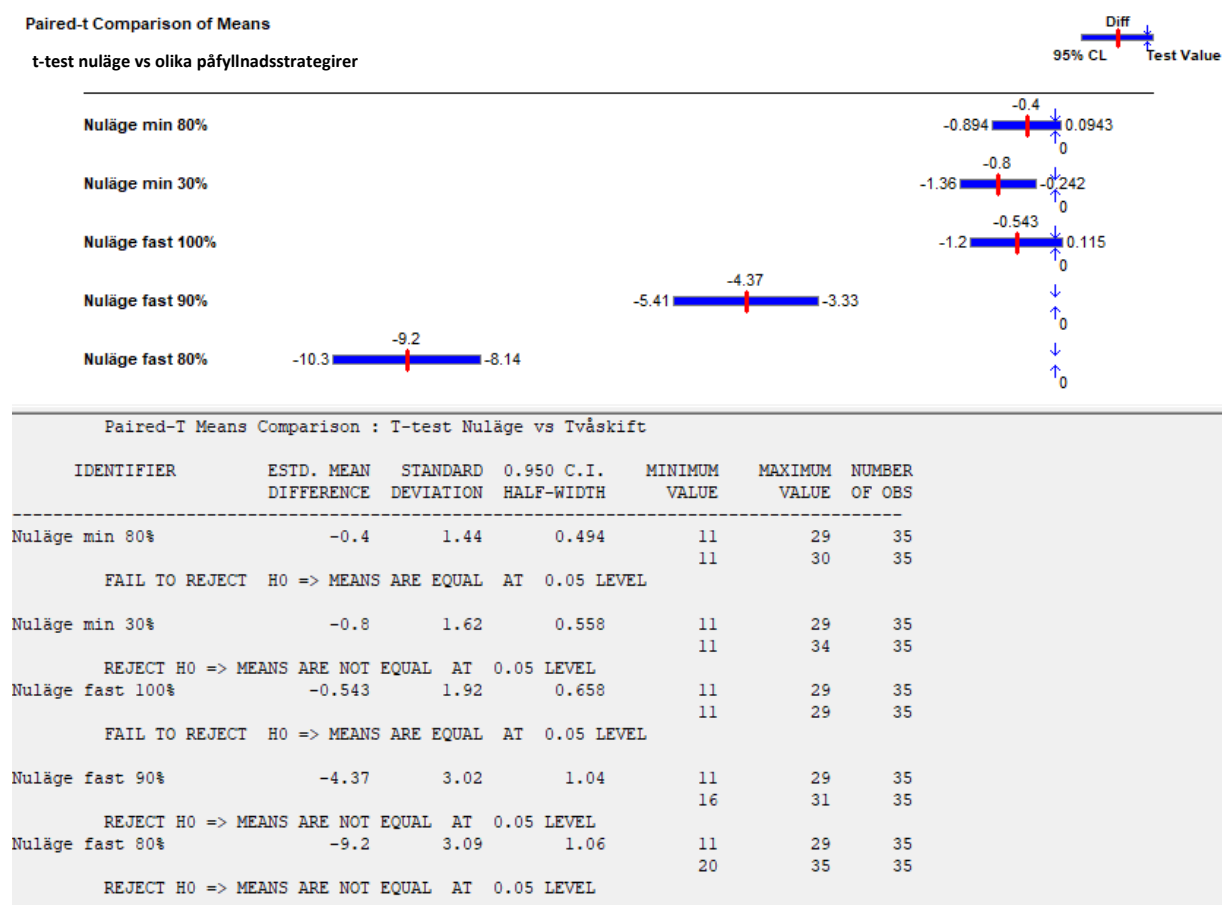 Paired-t Comparison of Means
Diff
t-test nuläge vs olika påfyllnadsstrategirer
95% CL Test Value
-0.4
Nuläge min 80% -0.894 0.0943
0
-0.8
Nuläge min 30% -1.36 -0.242
0
-0.543
Nuläge fast 100% -1.2 0.115
0
-4.37
Nuläge fast 90% -5.41 -3.33
0
-9.2
Nuläge fast 80% -10.3 -8.14
0
Paired-T Means Comparison : T-test Nuläge vs Tvåskift
IDENTIFIER ESTD. MEAN STANDARD 0.950 C.I. MINIMUM MAXIMUM NUMBER
DIFFERENCE DEVIATION HALF-WIDTH VALUE VALUE OF OBS
Nuläge min 80% -0.4 1.44 0.494 11 29 35
11 30 35
FAIL TO REJECT H0 => MEANS ARE EQUAL AT 0.05 LEVEL
Nuläge min 30% -0.8 1.62 0.558 11 29 35
11 34 35
REJECT H0 => MEANS ARE NOT EQUAL AT 0.05 LEVEL
Nuläge fast 100% -0.543 1.92 0.658 11 29 35
11 29 35
FAIL TO REJECT H0 => MEANS ARE EQUAL AT 0.05 LEVEL
Nuläge fast 90% -4.37 3.02 1.04 11 29 35
16 31 35
REJECT H0 => MEANS ARE NOT EQUAL AT 0.05 LEVEL
Nuläge fast 80% -9.2 3.09 1.06 11 29 35
20 35 35
REJECT H0 => MEANS ARE NOT EQUAL AT 0.05 LEVEL